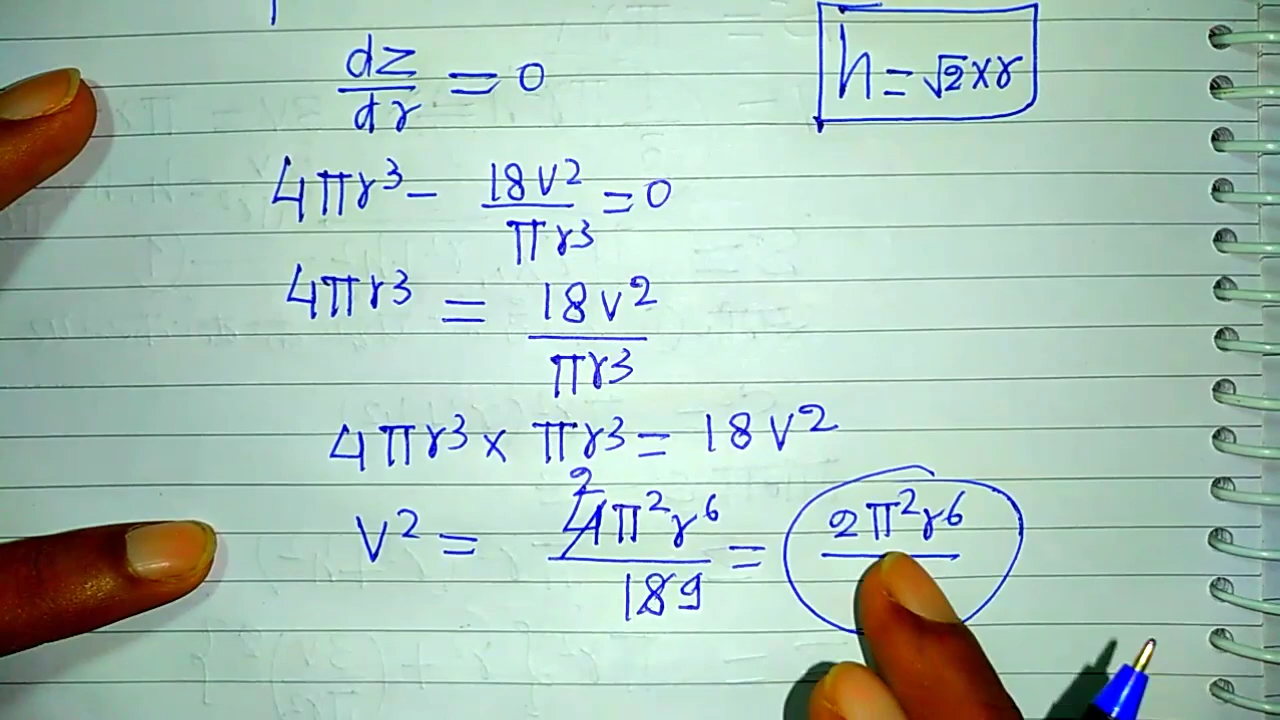 dz/dr = 0
h = √2 × r
4πr³ - 18V²/πr³ = 0
4πr³ = 18V²/πr³
4πr³ × πr³ = 18V²
V² = 4π²r⁶/18 = 2π²r⁶
2
9